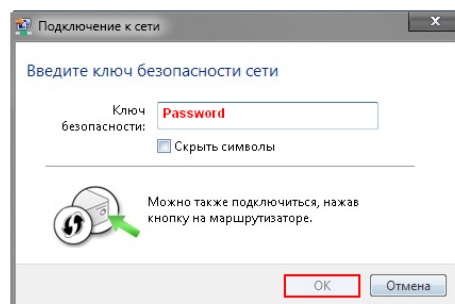 Подключение к сети
Введите ключ безопасности сети
Ключ
безопасности:
Password
Скрыть символы
Можно также подключиться, нажав
кнопку на маршрутизаторе.
OK
Отмена